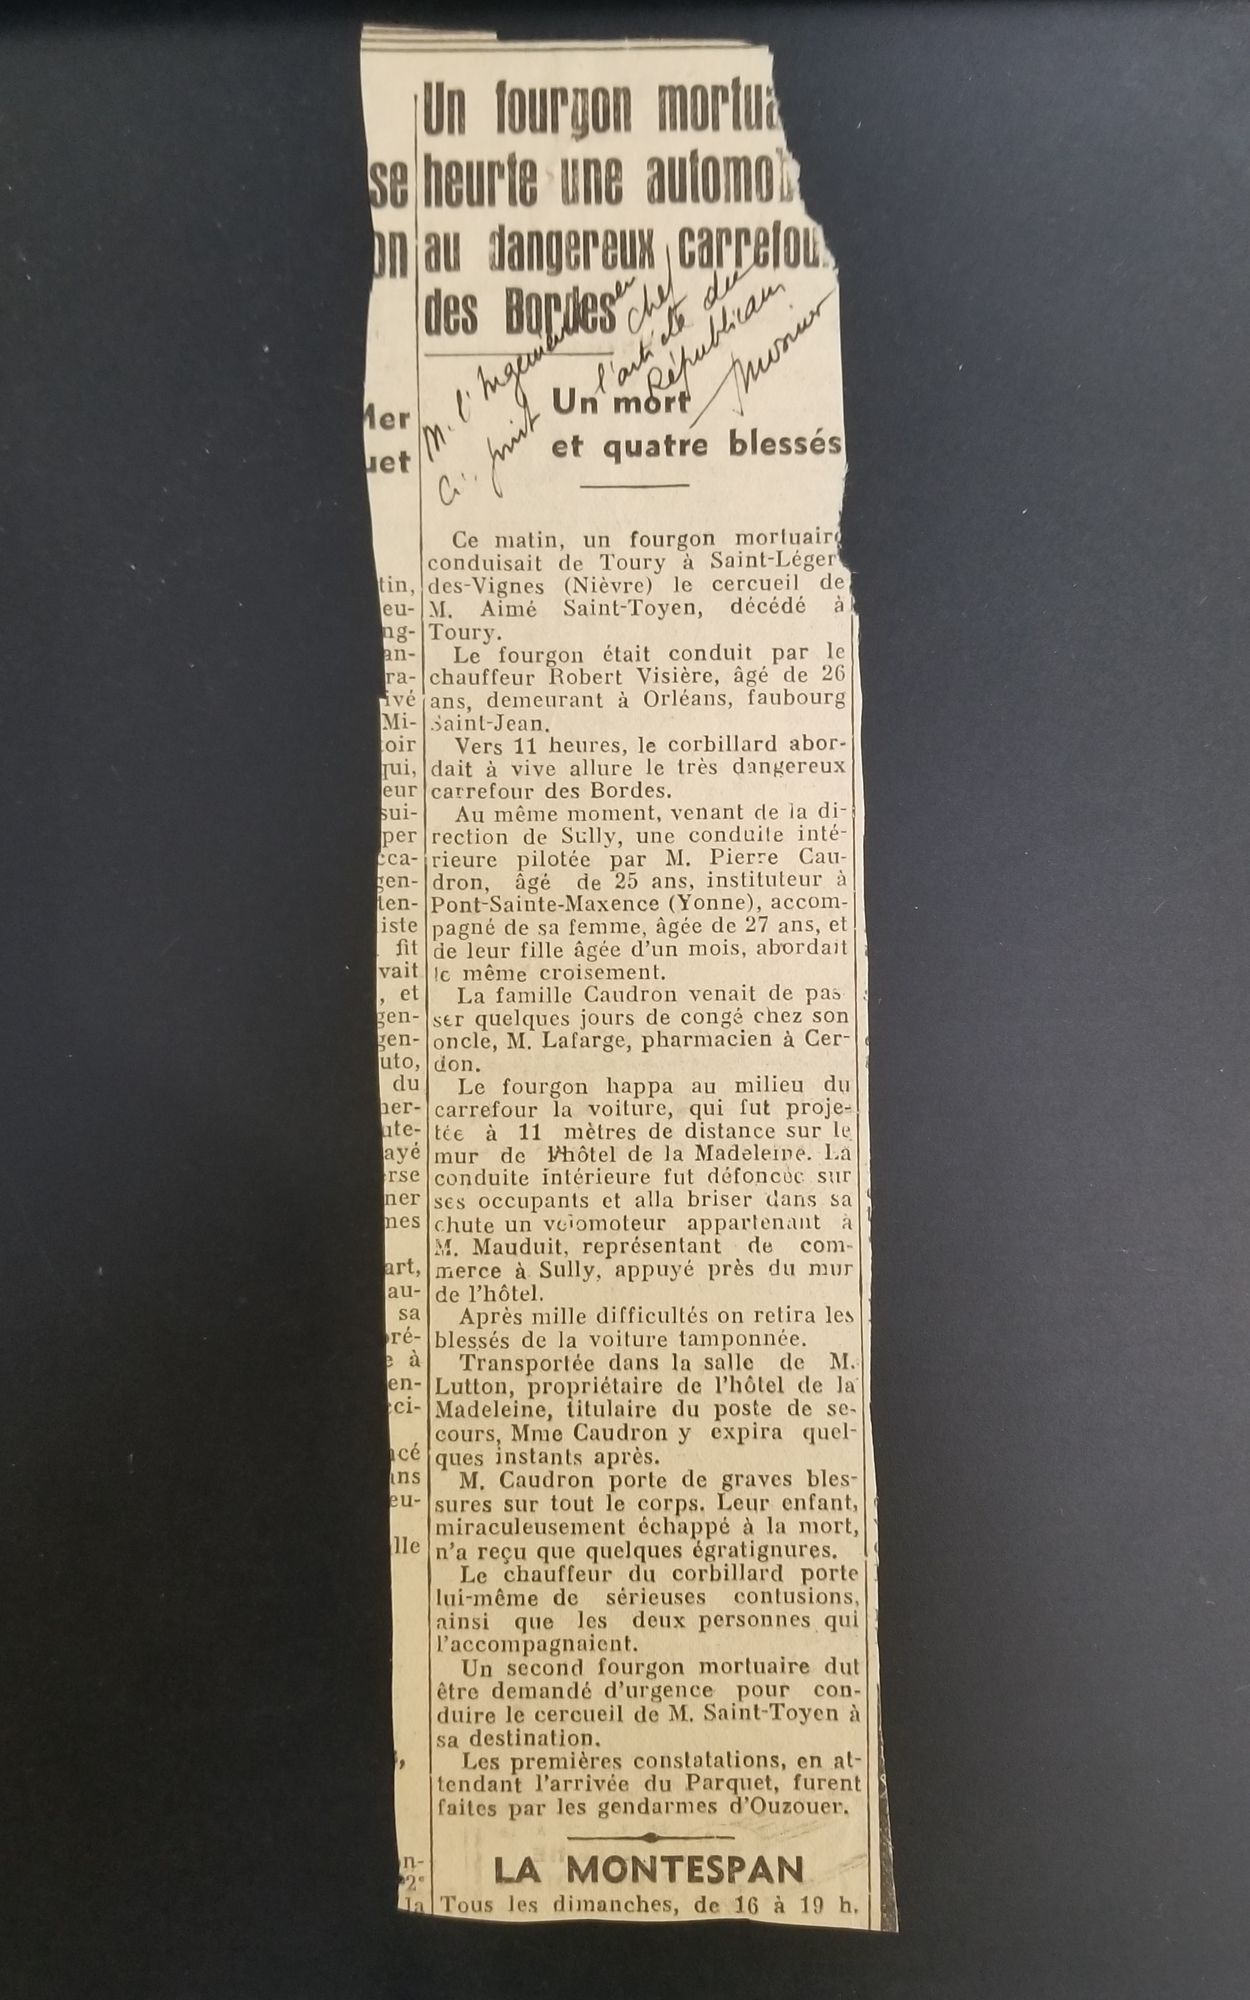 Un fourgon mortua
heurte une automob
au dangereux carrefou
des Bordes
M. l'Ingénieur en chef
Ci-joint l'article du
Républicain
Un mort
et quatre blessés
Ce matin, un fourgon mortuaire
conduisait de Toury à Saint-Léger
des-Vignes (Nièvre) le cercueil de
M. Aimé Saint-Toyen, décédé à
Toury.
Le fourgon était conduit par le
chauffeur Robert Visière, âgé de 26
ans, demeurant à Orléans, faubourg
Saint-Jean.
Vers 11 heures, le corbillard abor-
dait à vive allure le très dangereux
carrefour des Bordes.
Au même moment, venant de la di-
rection de Sully, une conduite inté-
rieure pilotée par M. Pierre Cau-
dron, âgé de 25 ans, instituteur à
Pont-Sainte-Maxence (Yonne), accom-
pagné de sa femme, âgée de 27 ans, et
de leur fille âgée d'un mois, abordait
le même croisement.
La famille Caudron venait de pas
ser quelques jours de congé chez son
oncle, M. Lafarge, pharmacien à Cer-
don.
Le fourgon happa au milieu du
carrefour la voiture, qui fut proje-
tée à 11 mètres de distance sur le
mur de l'hôtel de la Madeleine. La
conduite intérieure fut défoncée sur
ses occupants et alla briser dans sa
chute un velomoteur appartenant à
M. Mauduit, représentant de com-
merce à Sully, appuyé près du mur
de l'hôtel.
Après mille difficultés on retira les
blessés de la voiture tamponnée.
Transportée dans la salle de M.
Lutton, propriétaire de l'hôtel de la
Madeleine, titulaire du poste de se-
cours, Mme Caudron y expira quel-
ques instants après.
M. Caudron porte de graves bles-
sures sur tout le corps. Leur enfant,
miraculeusement échappé à la mort,
n'a reçu que quelques égratignures.
Le chauffeur du corbillard porte
lui-même de sérieuses contusions,
ainsi que les deux personnes qui
l'accompagnaient.
Un second fourgon mortuaire dut
être demandé d'urgence pour con-
duire le cercueil de M. Saint-Toyen à
sa destination.
Les premières constatations, en at-
tendant l'arrivée du Parquet, furent
faites par les gendarmes d'Ouzouer.
LA MONTESPAN
Tous les dimanches, de 16 à 19 h.